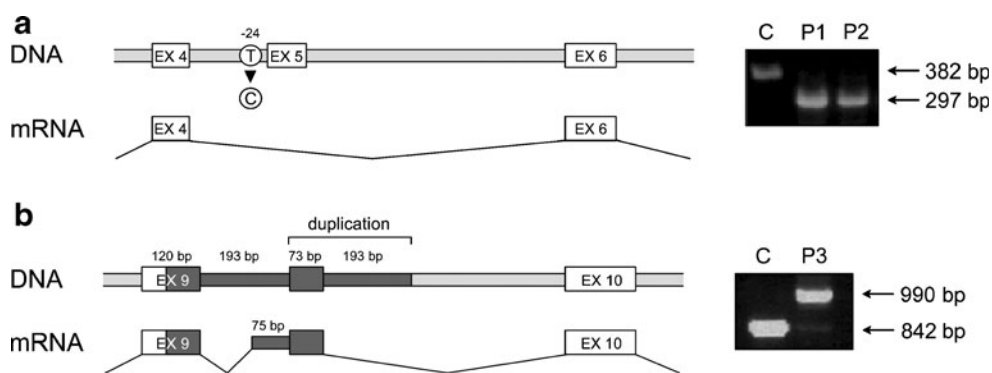 a
-24
DNA EX 4 T EX 5 EX 6
C
mRNA EX 4 EX 6
C P1 P2
382 bp
297 bp
b
duplication
120 bp 193 bp 73 bp 193 bp
DNA EX 9 EX 10
75 bp
mRNA EX 9 EX 10
C P3
990 bp
842 bp